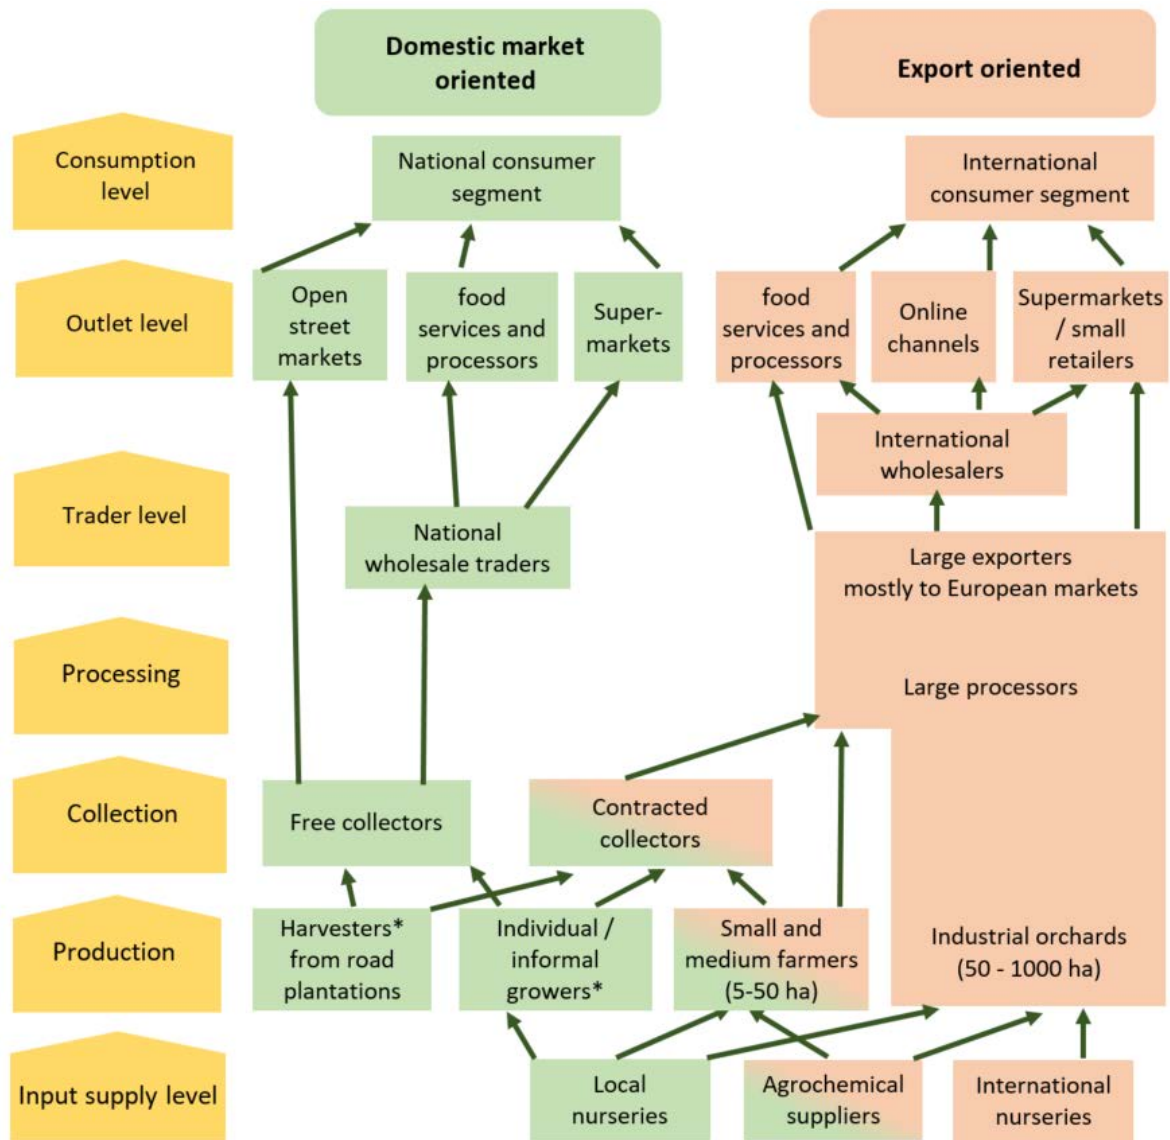 Domestic market
oriented
Export oriented
Consumption
level
National consumer
segment
International
consumer segment
Outlet level
Open
street
markets
food
services and
processors
Super-
markets
food
services and
processors
Online
channels
Supermarkets
/ small
retailers
International
wholesalers
Trader level
National
wholesale traders
Large exporters
mostly to European markets
Processing
Large processors
Collection
Free collectors
Contracted
collectors
Production
Harvesters*
from road
plantations
Individual /
informal
growers*
Small and
medium farmers
(5-50 ha)
Industrial orchards
(50 - 1000 ha)
Input supply level
Local
nurseries
Agrochemical
suppliers
International
nurseries